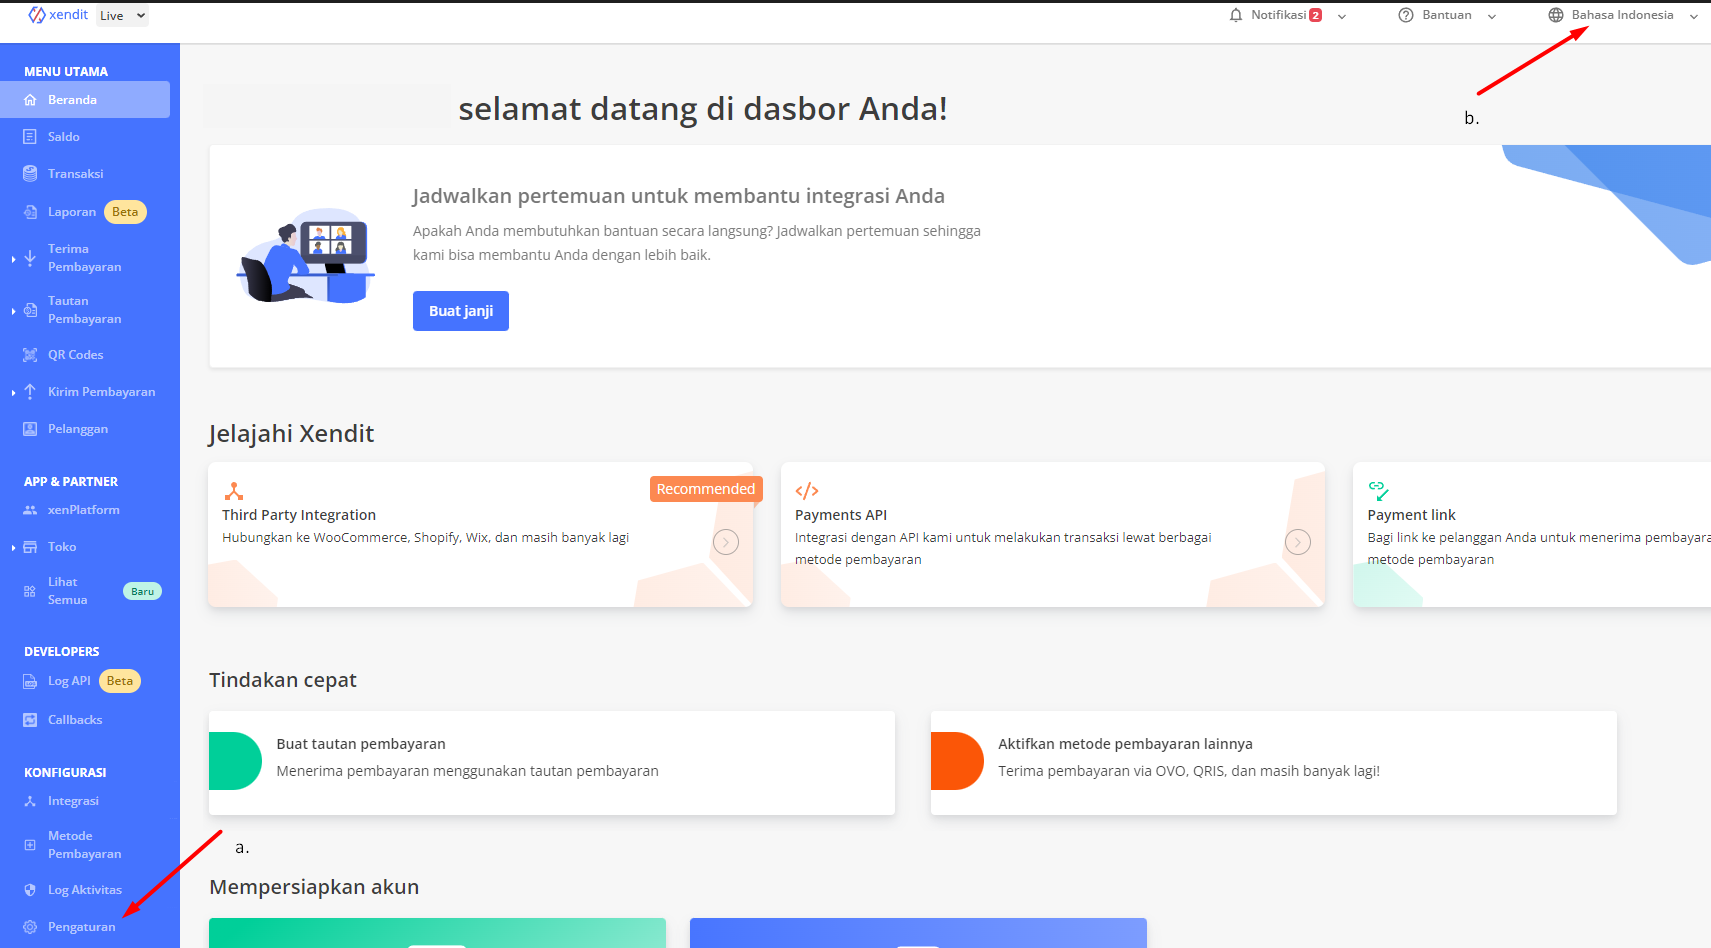 xendit Live
Notifikasi 2
Bantuan
Bahasa Indonesia
b.
MENU UTAMA
Beranda
Saldo
Transaksi
Laporan Beta
Terima
Pembayaran
Tautan
Pembayaran
QR Codes
Kirim Pembayaran
Pelanggan
APP & PARTNER
xenPlatform
Toko
Lihat
Semua
Baru
DEVELOPERS
Log API Beta
Callbacks
KONFIGURASI
Integrasi
Metode
Pembayaran
Log Aktivitas
Pengaturan
a.
selamat datang di dasbor Anda!
Jadwalkan pertemuan untuk membantu integrasi Anda
Apakah Anda membutuhkan bantuan secara langsung? Jadwalkan pertemuan sehingga
kami bisa membantu Anda dengan lebih baik.
Buat janji
Jelajahi Xendit
Recommended
Third Party Integration
Hubungkan ke WooCommerce, Shopify, Wix, dan masih banyak lagi
Payments API
Integrasi dengan API kami untuk melakukan transaksi lewat berbagai
metode pembayaran
Payment link
Bagi link ke pelanggan Anda untuk menerima pembayara
metode pembayaran
Tindakan cepat
Buat tautan pembayaran
Menerima pembayaran menggunakan tautan pembayaran
Aktifkan metode pembayaran lainnya
Terima pembayaran via OVO, QRIS, dan masih banyak lagi!
Mempersiapkan akun